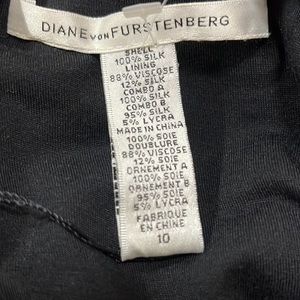 DIANE VON FURSTENBERG
SHELL
100% SILK
LINING
88% VISCOSE
12% SILK
COMBO A
100% SILK
COMBO B
95% SILK
5% LYCRA
MADE IN CHINA
100% SOIE
DOUBLURE
88% VISCOSE
12% SOIE
ORNEMENT A
100% SOIE
ORNEMENT B
95% SOIE
5% LYCRA
FABRIQUE
EN CHINE
10